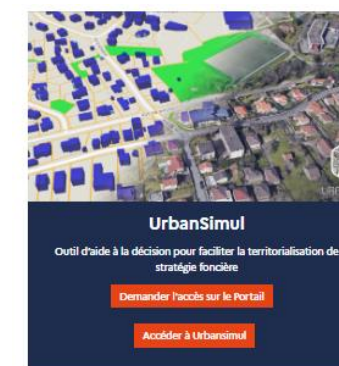 UrbanSimul
Outil d'aide à la décision pour faciliter la territorialisation de
stratégie foncière
Demander l'accès sur le Portail
Accéder à Urbansimul